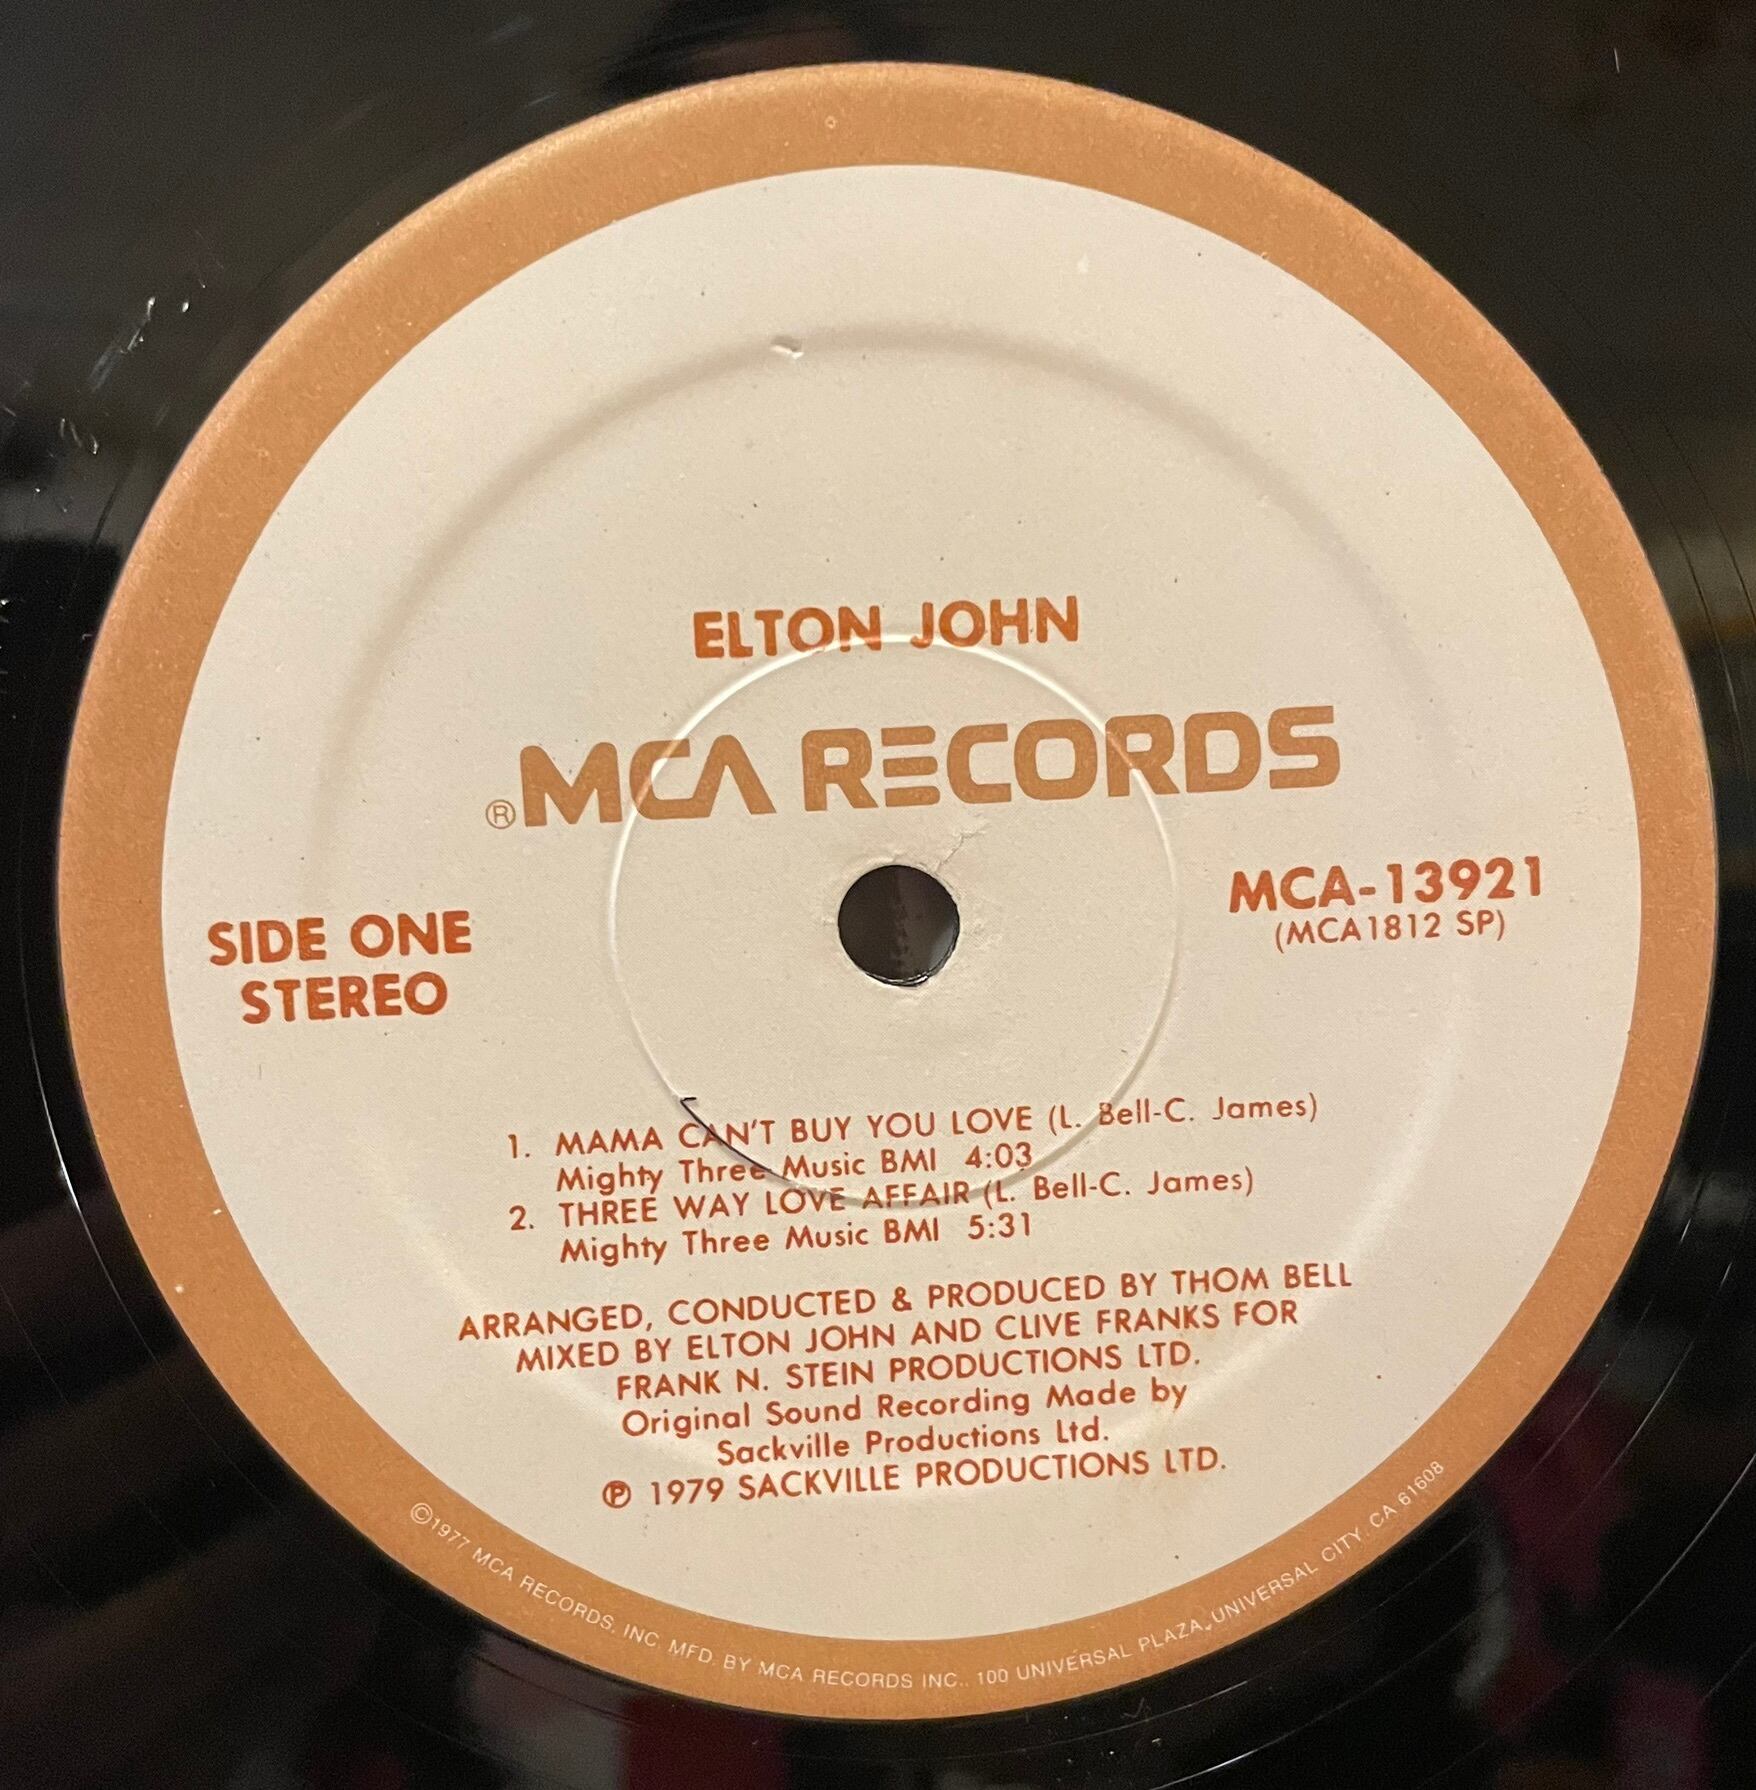 ELTON JOHN
®MCA RECORDS
MCA-13921
(MCA1812 SP)
SIDE ONE
STEREO
1. MAMA CAN'T BUY YOU LOVE (L. Bell-C. James)
Mighty Three Music BMI 4:03
2. THREE WAY LOVE AFFAIR (L. Bell-C. James)
Mighty Three Music BMI 5:31
ARRANGED, CONDUCTED & PRODUCED BY THOM BELL
MIXED BY ELTON JOHN AND CLIVE FRANKS FOR
FRANK N. STEIN PRODUCTIONS LTD.
Original Sound Recording Made by
Sackville Productions Ltd.
℗ 1979 SACKVILLE PRODUCTIONS LTD.
©1977 MCA RECORDS, INC. MFD. BY MCA RECORDS INC., 100 UNIVERSAL PLAZA, UNIVERSAL CITY, CA 61608